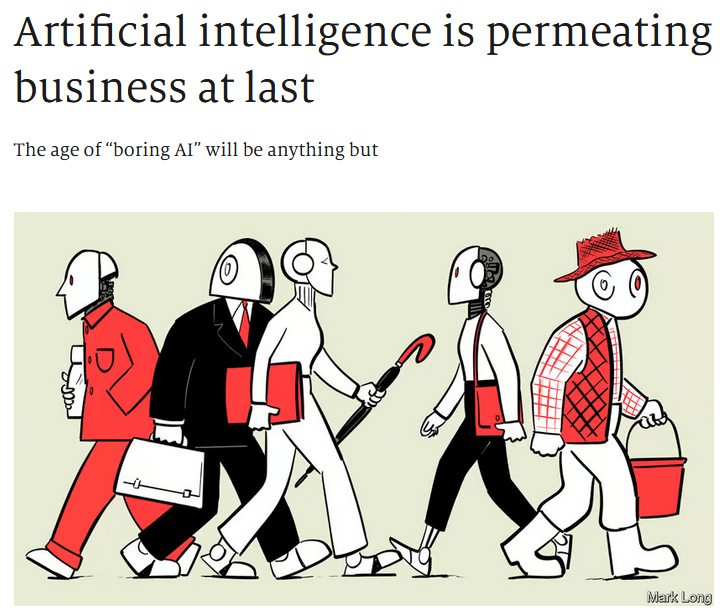 Artificial intelligence is permeating
business at last
The age of “boring AI” will be anything but
Mark Long